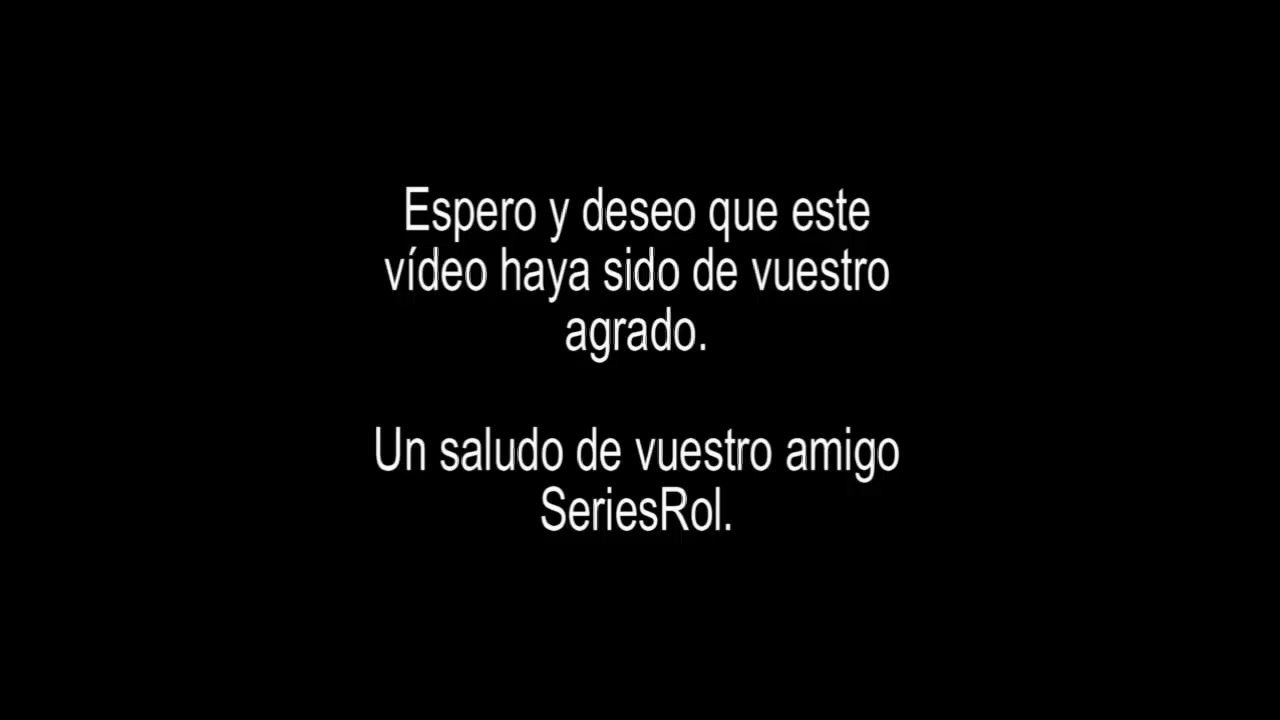 Espero y deseo que este
vídeo haya sido de vuestro
agrado.
Un saludo de vuestro amigo
SeriesRol.